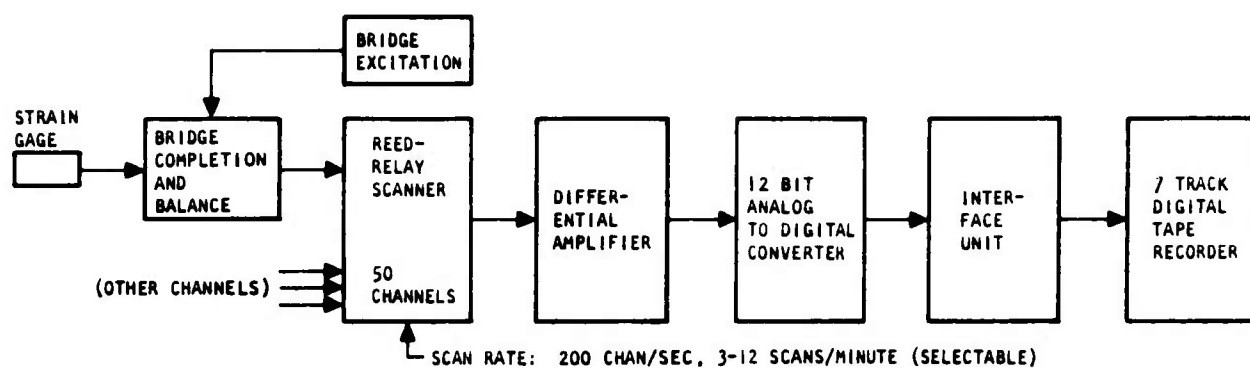 BRIDGE
EXCITATION
STRAIN
GAGE
BRIDGE
COMPLETION
AND
BALANCE
REED-
RELAY
SCANNER
50
CHANNELS
(OTHER CHANNELS)
DIFFER-
ENTIAL
AMPLIFIER
12 BIT
ANALOG
TO DIGITAL
CONVERTER
INTER-
FACE
UNIT
7 TRACK
DIGITAL
TAPE
RECORDER
SCAN RATE: 200 CHAN/SEC, 3-12 SCANS/MINUTE (SELECTABLE)